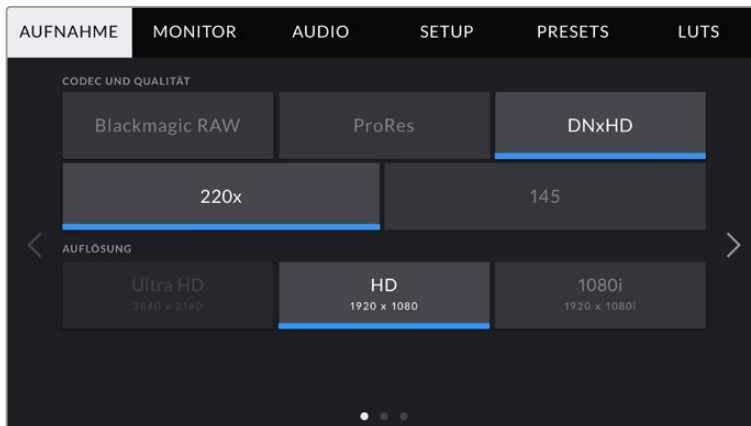 AUFNAHME MONITOR AUDIO SETUP PRESETS LUTS
CODEC UND QUALITÄT
Blackmagic RAW ProRes DNxHD
220x 145
AUFLÖSUNG
Ultra HD HD 1080i
3840 x 2160 1920 x 1080 1920 x 1080i